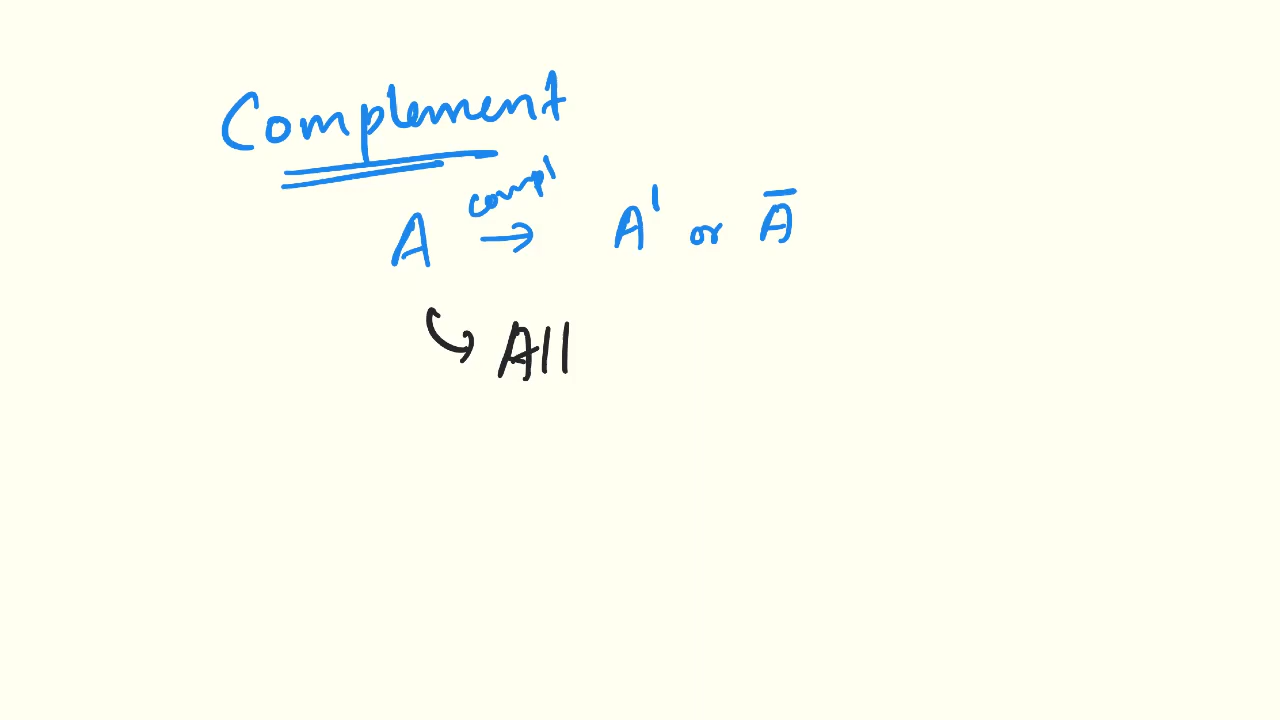 Complement
compl
A → A' or Ā
All